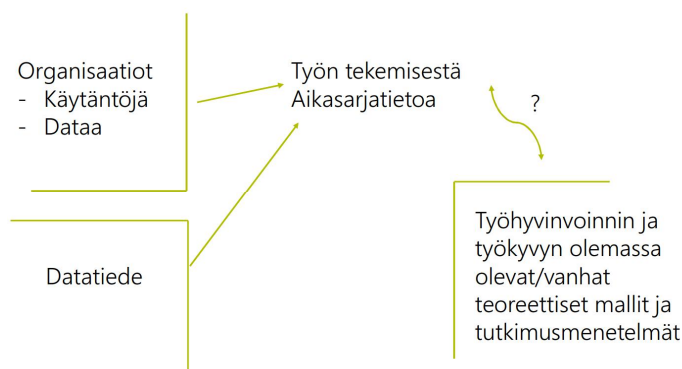 Organisaatiot
- Käytäntöjä
- Dataa
Työn tekemisestä
Aikasarjatietoa
?
Datatiede
Työhyvinvoinnin ja
työkyvyn olemassa
olevat/vanhat
teoreettiset mallit ja
tutkimusmenetelmät